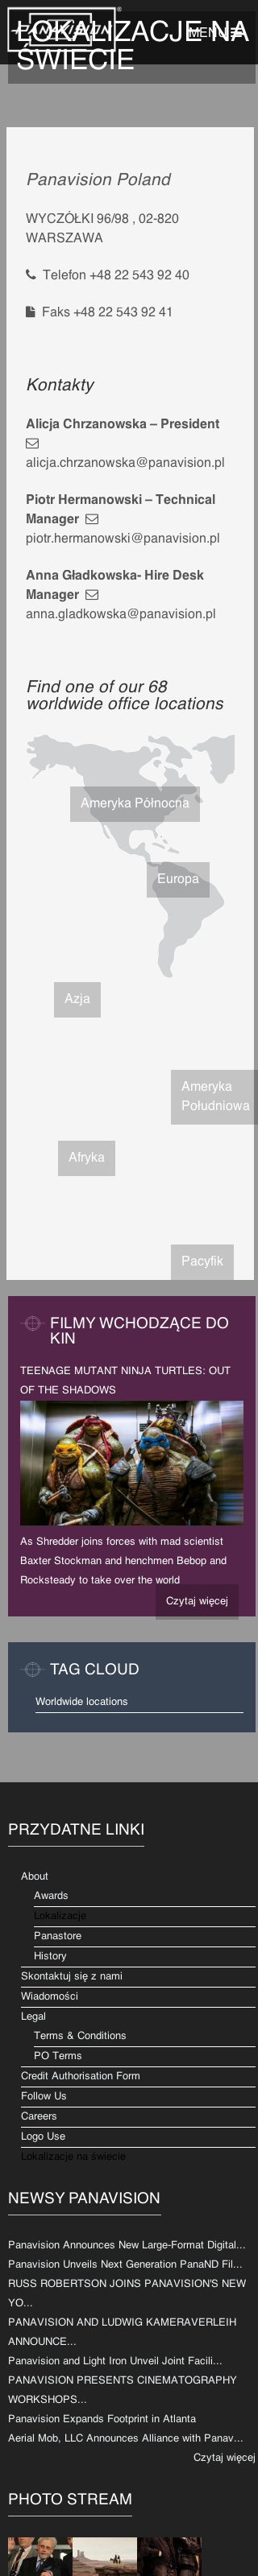 PANAVISION®
MENU
LOKALIZACJE NA
ŚWIECIE
Panavision Poland
WYCZÓŁKI 96/98 , 02-820
WARSZAWA
Telefon +48 22 543 92 40
Faks +48 22 543 92 41
Kontakty
Alicja Chrzanowska – President
alicja.chrzanowska@panavision.pl
Piotr Hermanowski – Technical
Manager
piotr.hermanowski@panavision.pl
Anna Gładkowska- Hire Desk
Manager
anna.gladkowska@panavision.pl
Find one of our 68
worldwide office locations
Ameryka Północna
Europa
Azja
Ameryka
Południowa
Afryka
Pacyfik
FILMY WCHODZĄCE DO
KIN
TEENAGE MUTANT NINJA TURTLES: OUT
OF THE SHADOWS
As Shredder joins forces with mad scientist
Baxter Stockman and henchmen Bebop and
Rocksteady to take over the world
Czytaj więcej
TAG CLOUD
Worldwide locations
PRZYDATNE LINKI
About
Awards
Lokalizacje
Panastore
History
Skontaktuj się z nami
Wiadomości
Legal
Terms & Conditions
PO Terms
Credit Authorisation Form
Follow Us
Careers
Logo Use
Lokalizacje na świecie
NEWSY PANAVISION
Panavision Announces New Large-Format Digital...
Panavision Unveils Next Generation PanaND Fil...
RUSS ROBERTSON JOINS PANAVISION'S NEW
YO...
PANAVISION AND LUDWIG KAMERAVERLEIH
ANNOUNCE...
Panavision and Light Iron Unveil Joint Facili...
PANAVISION PRESENTS CINEMATOGRAPHY
WORKSHOPS...
Panavision Expands Footprint in Atlanta
Aerial Mob, LLC Announces Alliance with Panav...
Czytaj więcej
PHOTO STREAM